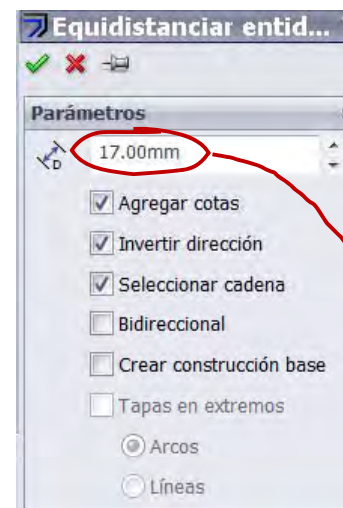 Equidistanciar entid...
Parámetros
D
17.00mm
Agregar cotas
Invertir dirección
Seleccionar cadena
Bidireccional
Crear construcción base
Tapas en extremos
Arcos
Líneas